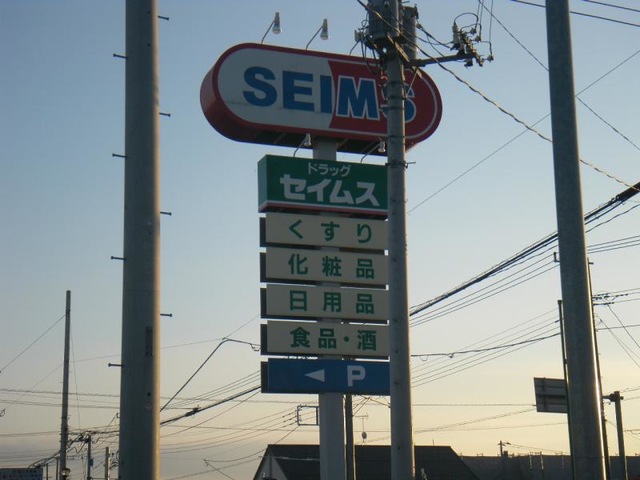 SEIMS
ドラッグ
セイムス
くすり
化粧品
日用品
食品・酒
◀ P